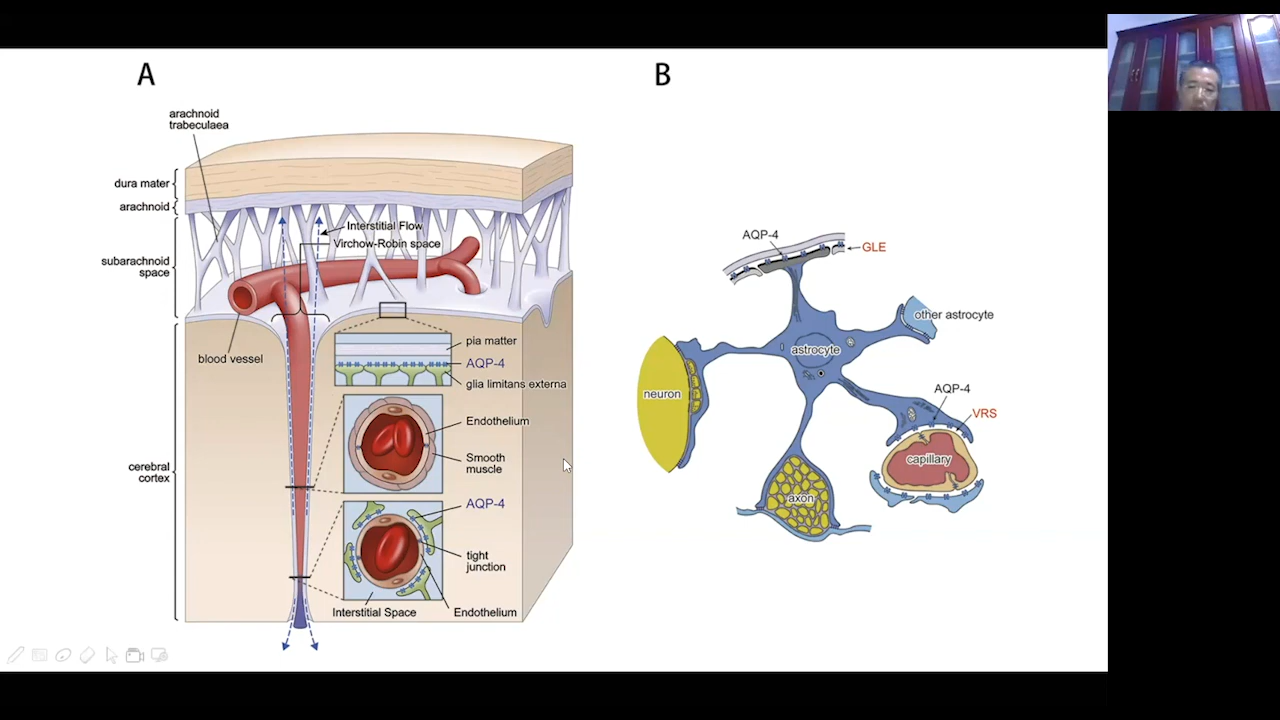 A
arachnoid
trabeculaea
dura mater
arachnoid
Interstitial Flow
Virchow-Robin space
subarachnoid
space
blood vessel
pia matter
AQP-4
glia limitans externa
Endothelium
Smooth
muscle
cerebral
cortex
AQP-4
tight
junction
Interstitial Space
Endothelium
B
AQP-4
GLE
other astrocyte
astrocyte
neuron
AQP-4
VRS
capillary
axon